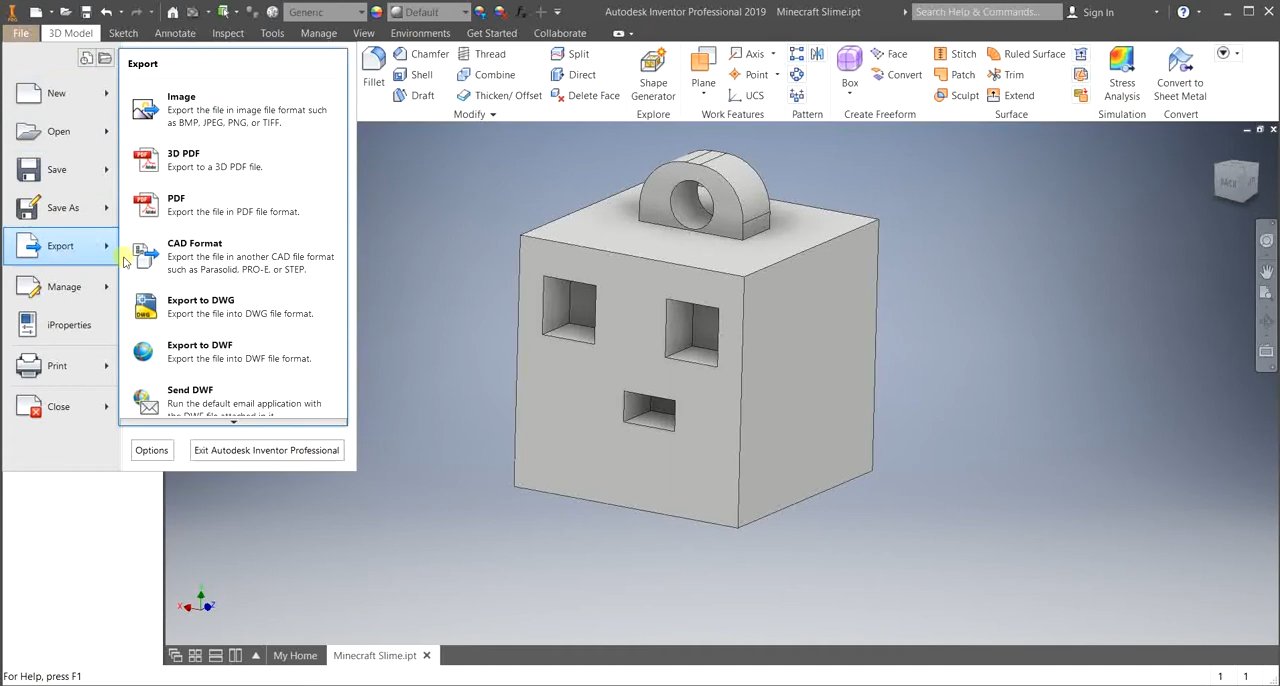 PRO
Generic
Default
Autodesk Inventor Professional 2019 Minecraft Slime.ipt
Search Help & Commands...
Sign In
File 3D Model Sketch Annotate Inspect Tools Manage View Environments Get Started Collaborate
Fillet
Chamfer
Shell
Draft
Thread
Combine
Thicken/ Offset
Split
Direct
Delete Face
Modify
Shape
Generator
Explore
Plane
Axis
Point
UCS
Work Features
Pattern
Box
Face
Convert
Create Freeform
Stitch
Patch
Sculpt
Ruled Surface
Trim
Extend
Surface
Stress
Analysis
Simulation
Convert to
Sheet Metal
Convert
New
Open
Save
Save As
Export
Manage
iProperties
Print
Close
Export
Image
Export the file in image file format such
as BMP, JPEG, PNG, or TIFF.
3D PDF
Export to a 3D PDF file.
PDF
Export the file in PDF file format.
CAD Format
Export the file in another CAD file format
such as Parasolid, PRO-E, or STEP.
Export to DWG
Export the file into DWG file format.
Export to DWF
Export the file into DWF file format.
Send DWF
Run the default email application with
the DWF file attached in it.
Options
Exit Autodesk Inventor Professional
BACK
X
Z
My Home
Minecraft Slime.ipt
For Help, press F1
1 1